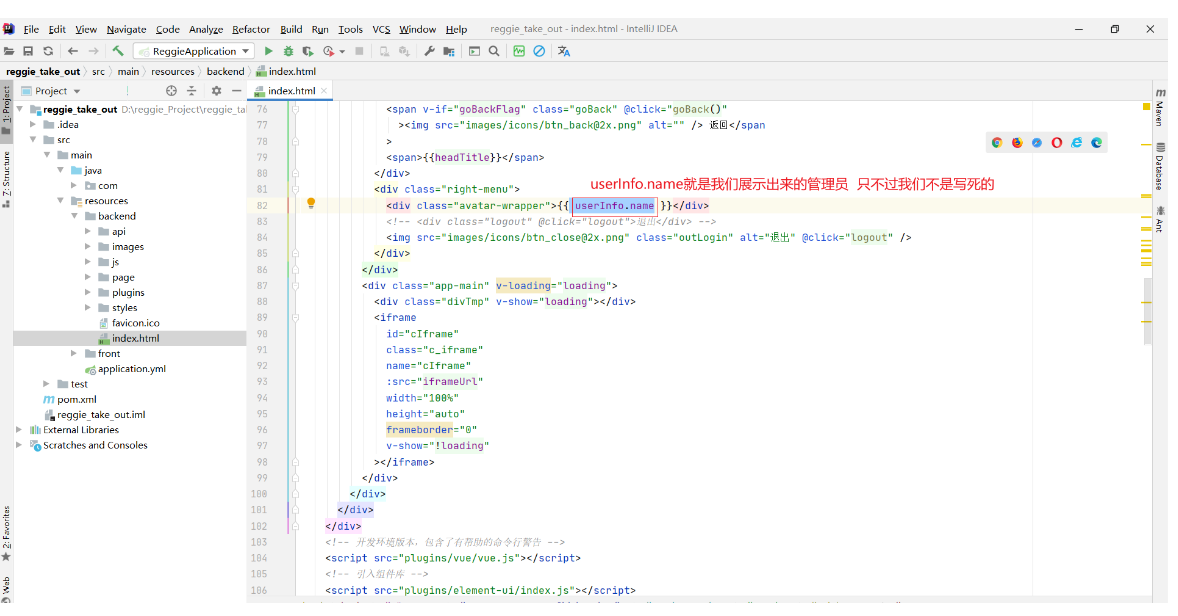 File Edit View Navigate Code Analyze Refactor Build Run Tools VCS Window Help reggie_take_out - index.html - IntelliJ IDEA
ReggieApplication
reggie_take_out src main resources backend index.html
1: Project
7: Structure
2: Favorites
Web
Project
reggie_take_out D:\reggie_Project\reggie_tai
.idea
src
main
java
com
resources
backend
api
images
js
page
plugins
styles
favicon.ico
index.html
front
application.yml
test
pom.xml
reggie_take_out.iml
External Libraries
Scratches and Consoles
index.html
76 <span v-if="goBackFlag" class="goBack" @click="goBack()"
77 ><img src="images/icons/btn_back@2x.png" alt="" /> 返回</span
78 >
79 <span>{{headTitle}}</span>
80 </div>
81 <div class="right-menu">
userInfo.name就是我们展示出来的管理员 只不过我们不是写死的
82 <div class="avatar-wrapper">{{ userInfo.name }}</div>
83 <!-- <div class="logout" @click="logout">退出</div> -->
84 <img src="images/icons/btn_close@2x.png" class="outLogin" alt="退出" @click="logout" />
85 </div>
86 </div>
87 <div class="app-main" v-loading="loading">
88 <div class="divTmp" v-show="loading"></div>
89 <iframe
90 id="cIframe"
91 class="c_iframe"
92 name="cIframe"
93 :src="iframeUrl"
94 width="100%"
95 height="auto"
96 frameborder="0"
97 v-show="!loading"
98 ></iframe>
99 </div>
100 </div>
101 </div>
102 </div>
103 <!-- 开发环境版本，包含了有帮助的命令行警告 -->
104 <script src="plugins/vue/vue.js"></script>
105 <!-- 引入组件库 -->
106 <script src="plugins/element-ui/index.js"></script>
Maven
Database
Ant